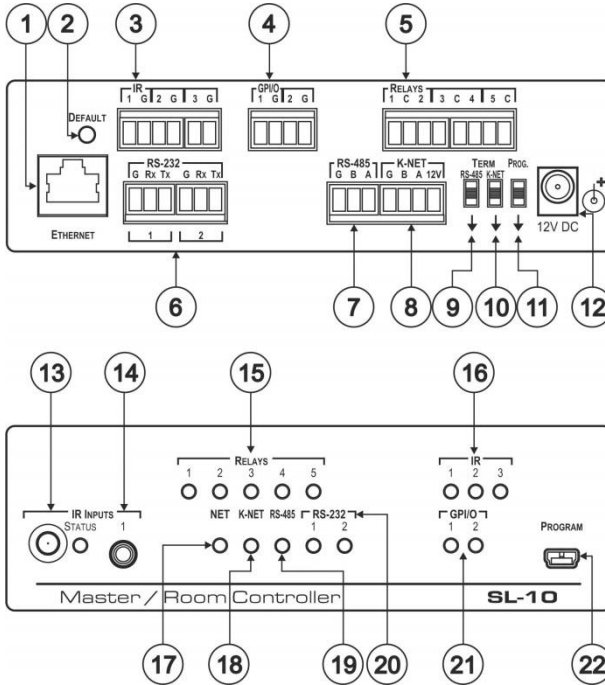 1 2 3 4 5
IR GPI/O RELAYS
1 G 2 G 3 G 1 G 2 G 1 C 2 3 C 4 5 C
DEFAULT
RS-232 RS-485 K-NET TERM PROG.
G Rx Tx G Rx Tx G B A G B A 12V RS-485 K-NET
+
ETHERNET 1 2 12V DC
6 7 8 9 10 11 12
13 14 15 16
RELAYS IR
1 2 3 4 5 1 2 3
IR INPUTS NET K-NET RS-485 RS-232 GPI/O
STATUS 1 1 2 1 2 PROGRAM
Master / Room Controller SL-10
17 18 19 20 21 22